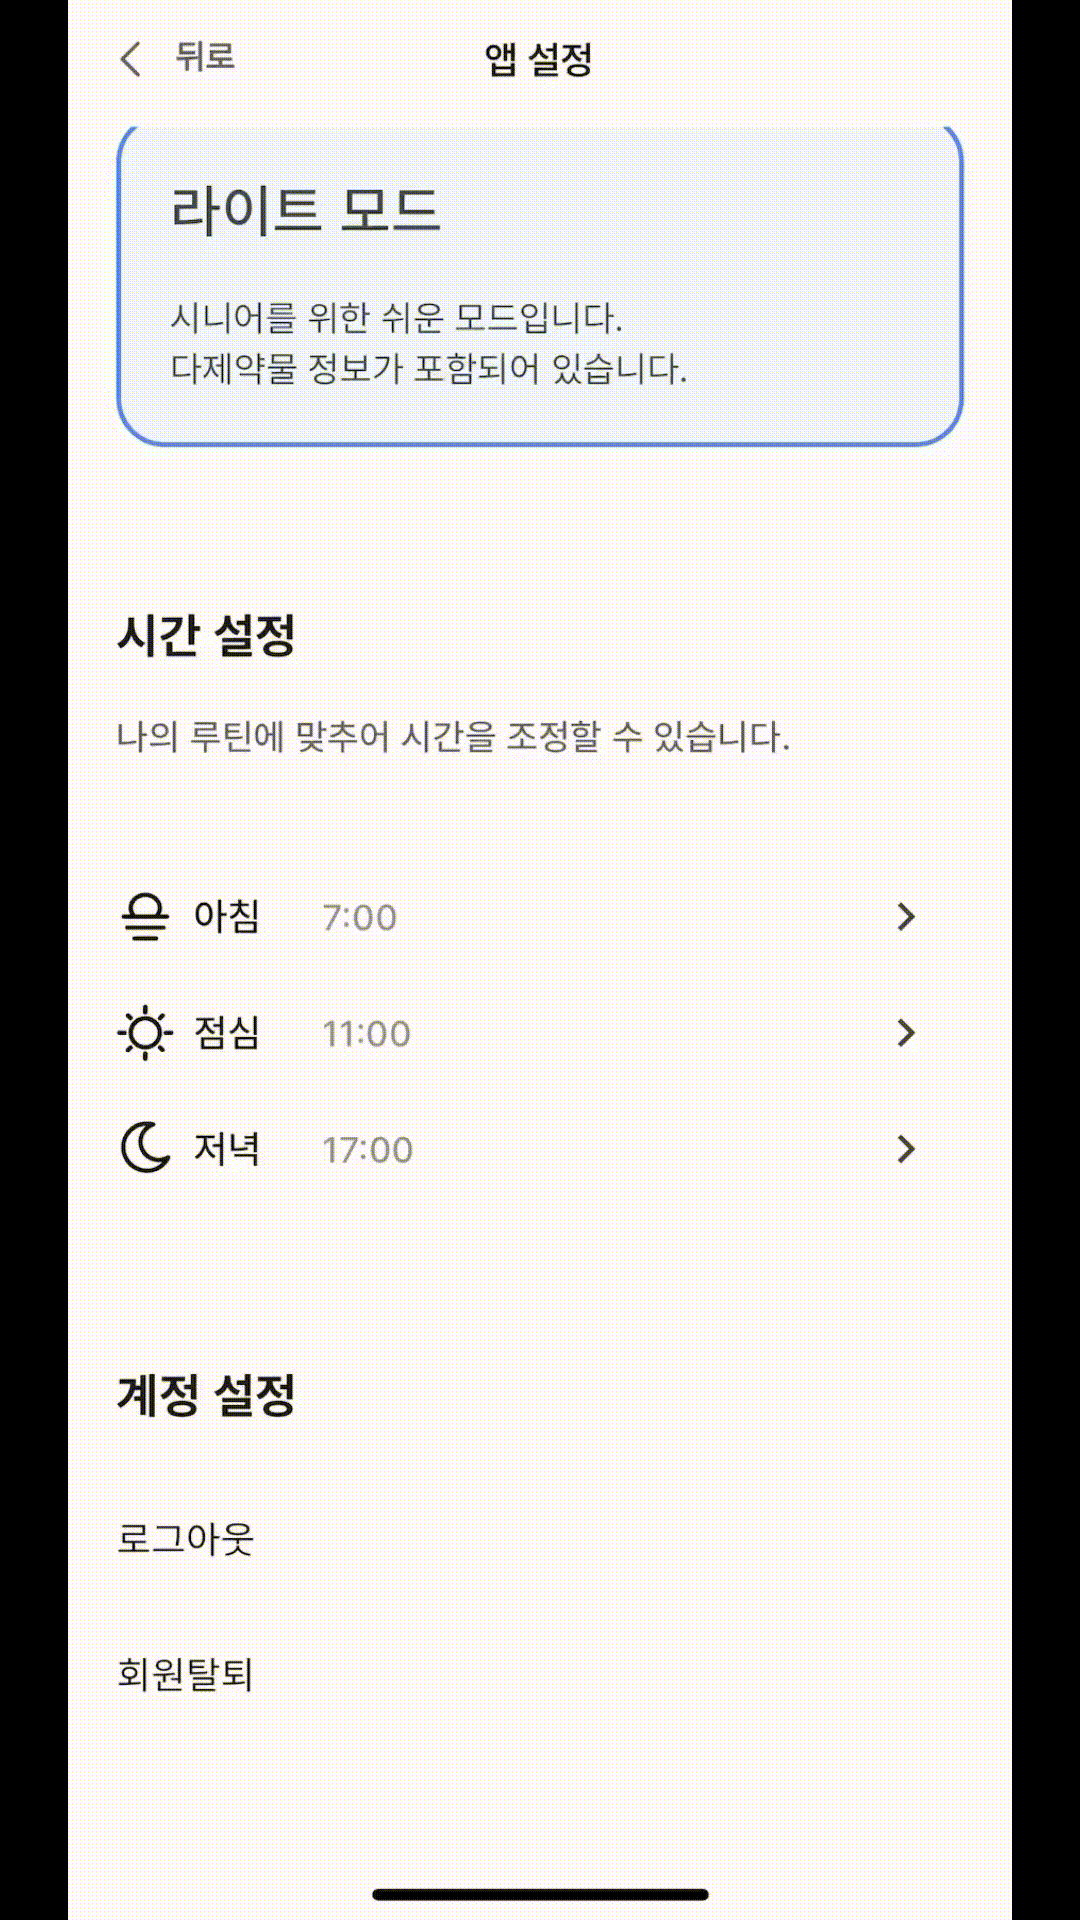 뒤로
앱 설정
라이트 모드
시니어를 위한 쉬운 모드입니다.
다제약물 정보가 포함되어 있습니다.
시간 설정
나의 루틴에 맞추어 시간을 조정할 수 있습니다.
아침 7:00
점심 11:00
저녁 17:00
계정 설정
로그아웃
회원탈퇴